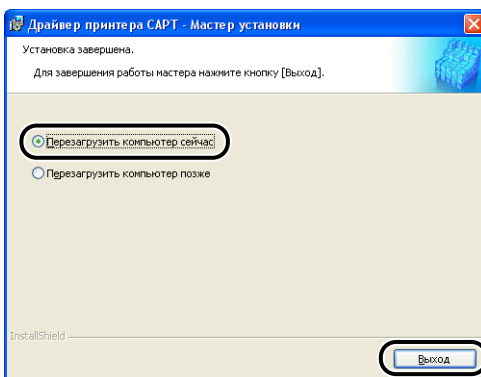 Драйвер принтера CAPT - Мастер установки
Установка завершена.
Для завершения работы мастера нажмите кнопку [Выход].
Перезагрузить компьютер сейчас
Перезагрузить компьютер позже
InstallShield
Выход